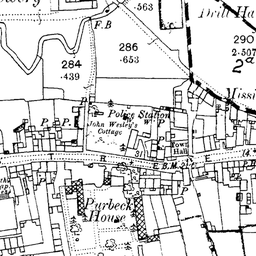 F.B
.563
Drill Ha
286
.653
284
.439
290
2.507
2ª
Missi
Police Station
P.
P.
John Wesley's
Cottage
W
P
Town
Hall
T
R
E
E
B.M.
P
Purbeck
House